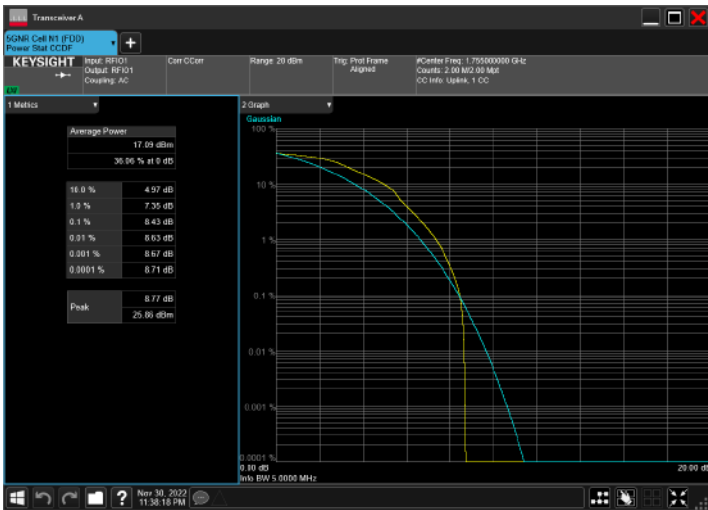 Transceiver A
5GNR Cell N1 (FDD)
Power Stat CCDF
KEYSIGHT
Input: RFIO1
Output: RFIO1
Coupling: AC
Corr CCorr
Range: 20 dBm
Trig: Prot Frame
Aligned
#Center Freq: 1.755000000 GHz
Counts: 2.00 M/2.00 Mpt
CC Info: Uplink, 1 CC
1 Metrics
Average Power
17.09 dBm
36.06 % at 0 dB
10.0 % 4.97 dB
1.0 % 7.35 dB
0.1 % 8.43 dB
0.01 % 8.63 dB
0.001 % 8.67 dB
0.0001 % 8.71 dB
Peak
8.77 dB
25.86 dBm
2 Graph
Gaussian
100 %
10 %
1 %
0.1 %
0.01 %
0.001 %
0.0001 %
0.00 dB
20.00 dB
Info BW 5.0000 MHz
Nov 30, 2022
11:38:18 PM